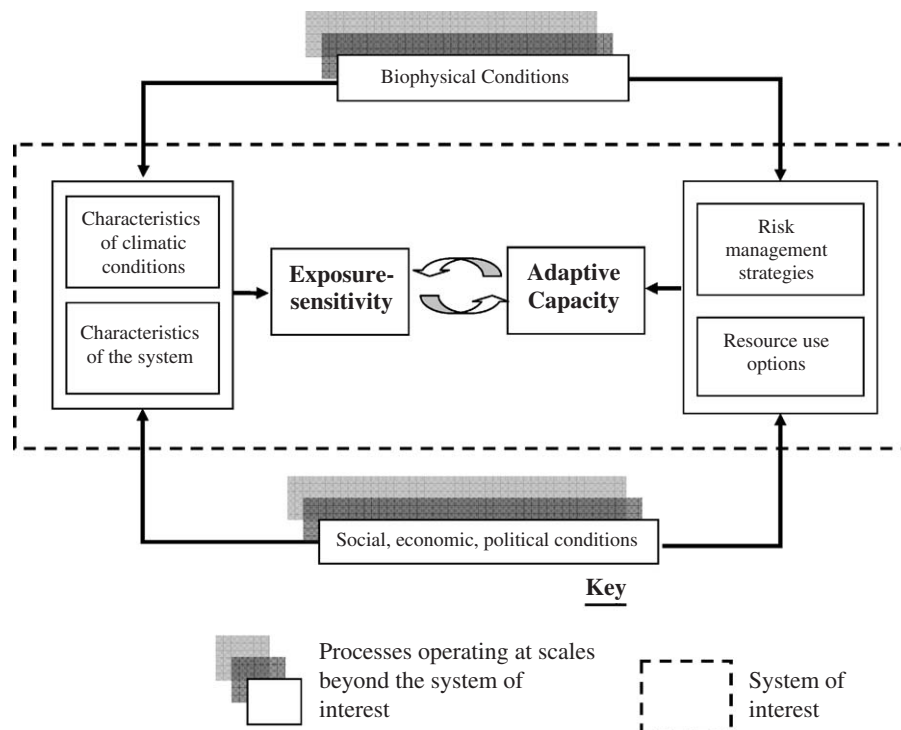 Biophysical Conditions
Characteristics
of climatic
conditions
Characteristics
of the system
Exposure-
sensitivity
Adaptive
Capacity
Risk
management
strategies
Resource use
options
Social, economic, political conditions
Key
Processes operating at scales
beyond the system of
interest
System of
interest